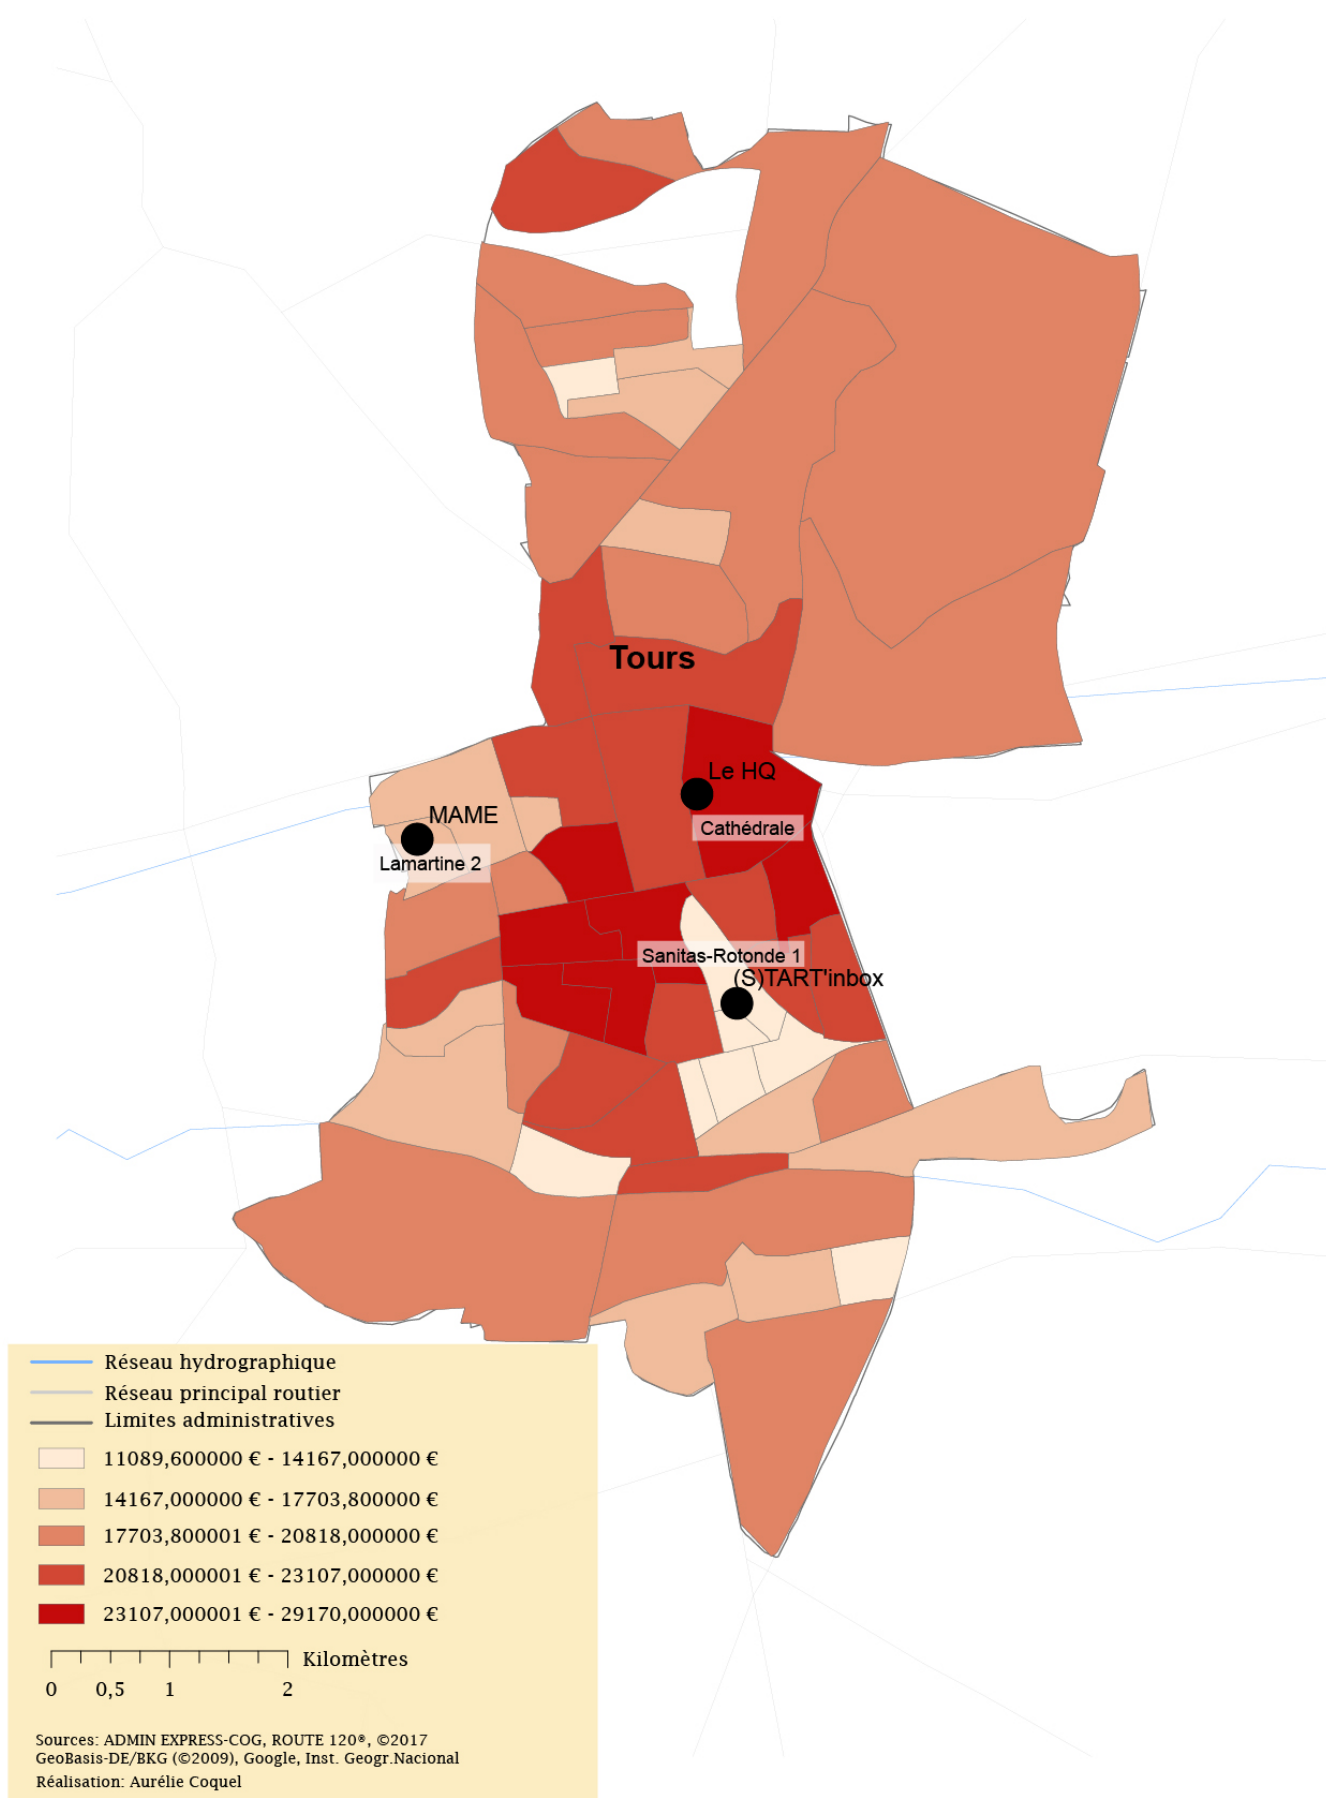 Tours
Le HQ
Cathédrale
MAME
Lamartine 2
Sanitas-Rotonde 1
(S)TART'inbox
Réseau hydrographique
Réseau principal routier
Limites administratives
11089,600000 € - 14167,000000 €
14167,000000 € - 17703,800000 €
17703,800001 € - 20818,000000 €
20818,000001 € - 23107,000000 €
23107,000001 € - 29170,000000 €
Kilomètres
0 0,5 1 2
Sources: ADMIN EXPRESS-COG, ROUTE 120®, ©2017
GeoBasis-DE/BKG (©2009), Google, Inst. Geogr.Nacional
Réalisation: Aurélie Coquel